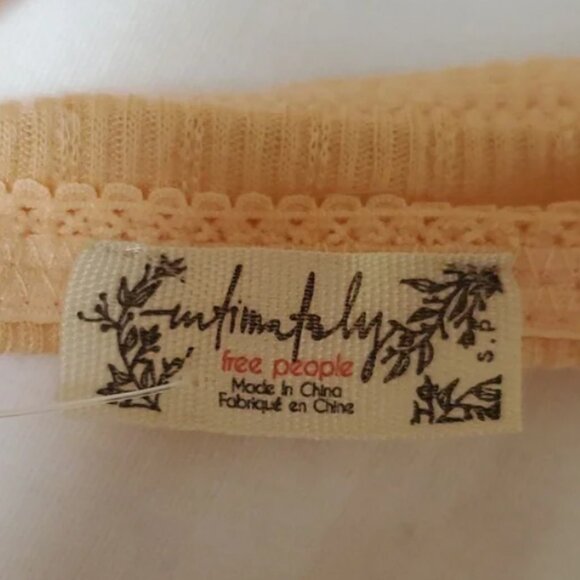 intimately
free people
Made in China
Fabriqué en Chine
s.p